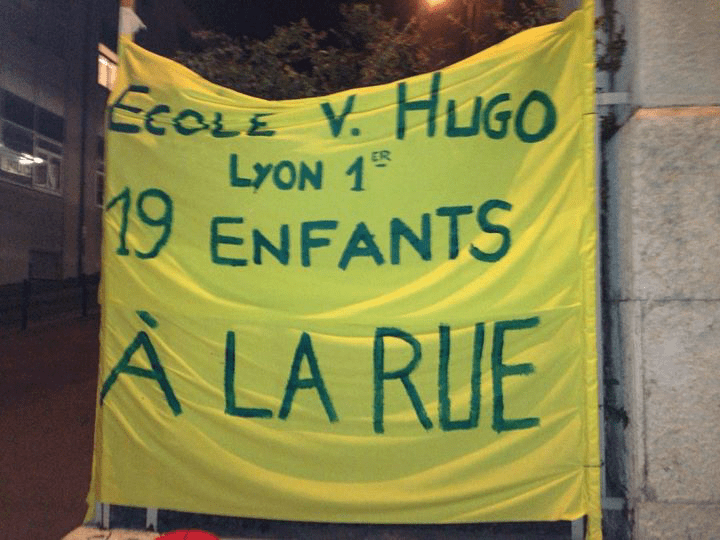 ECOLE V. HUGO
LYON 1ER
19 ENFANTS
À LA RUE